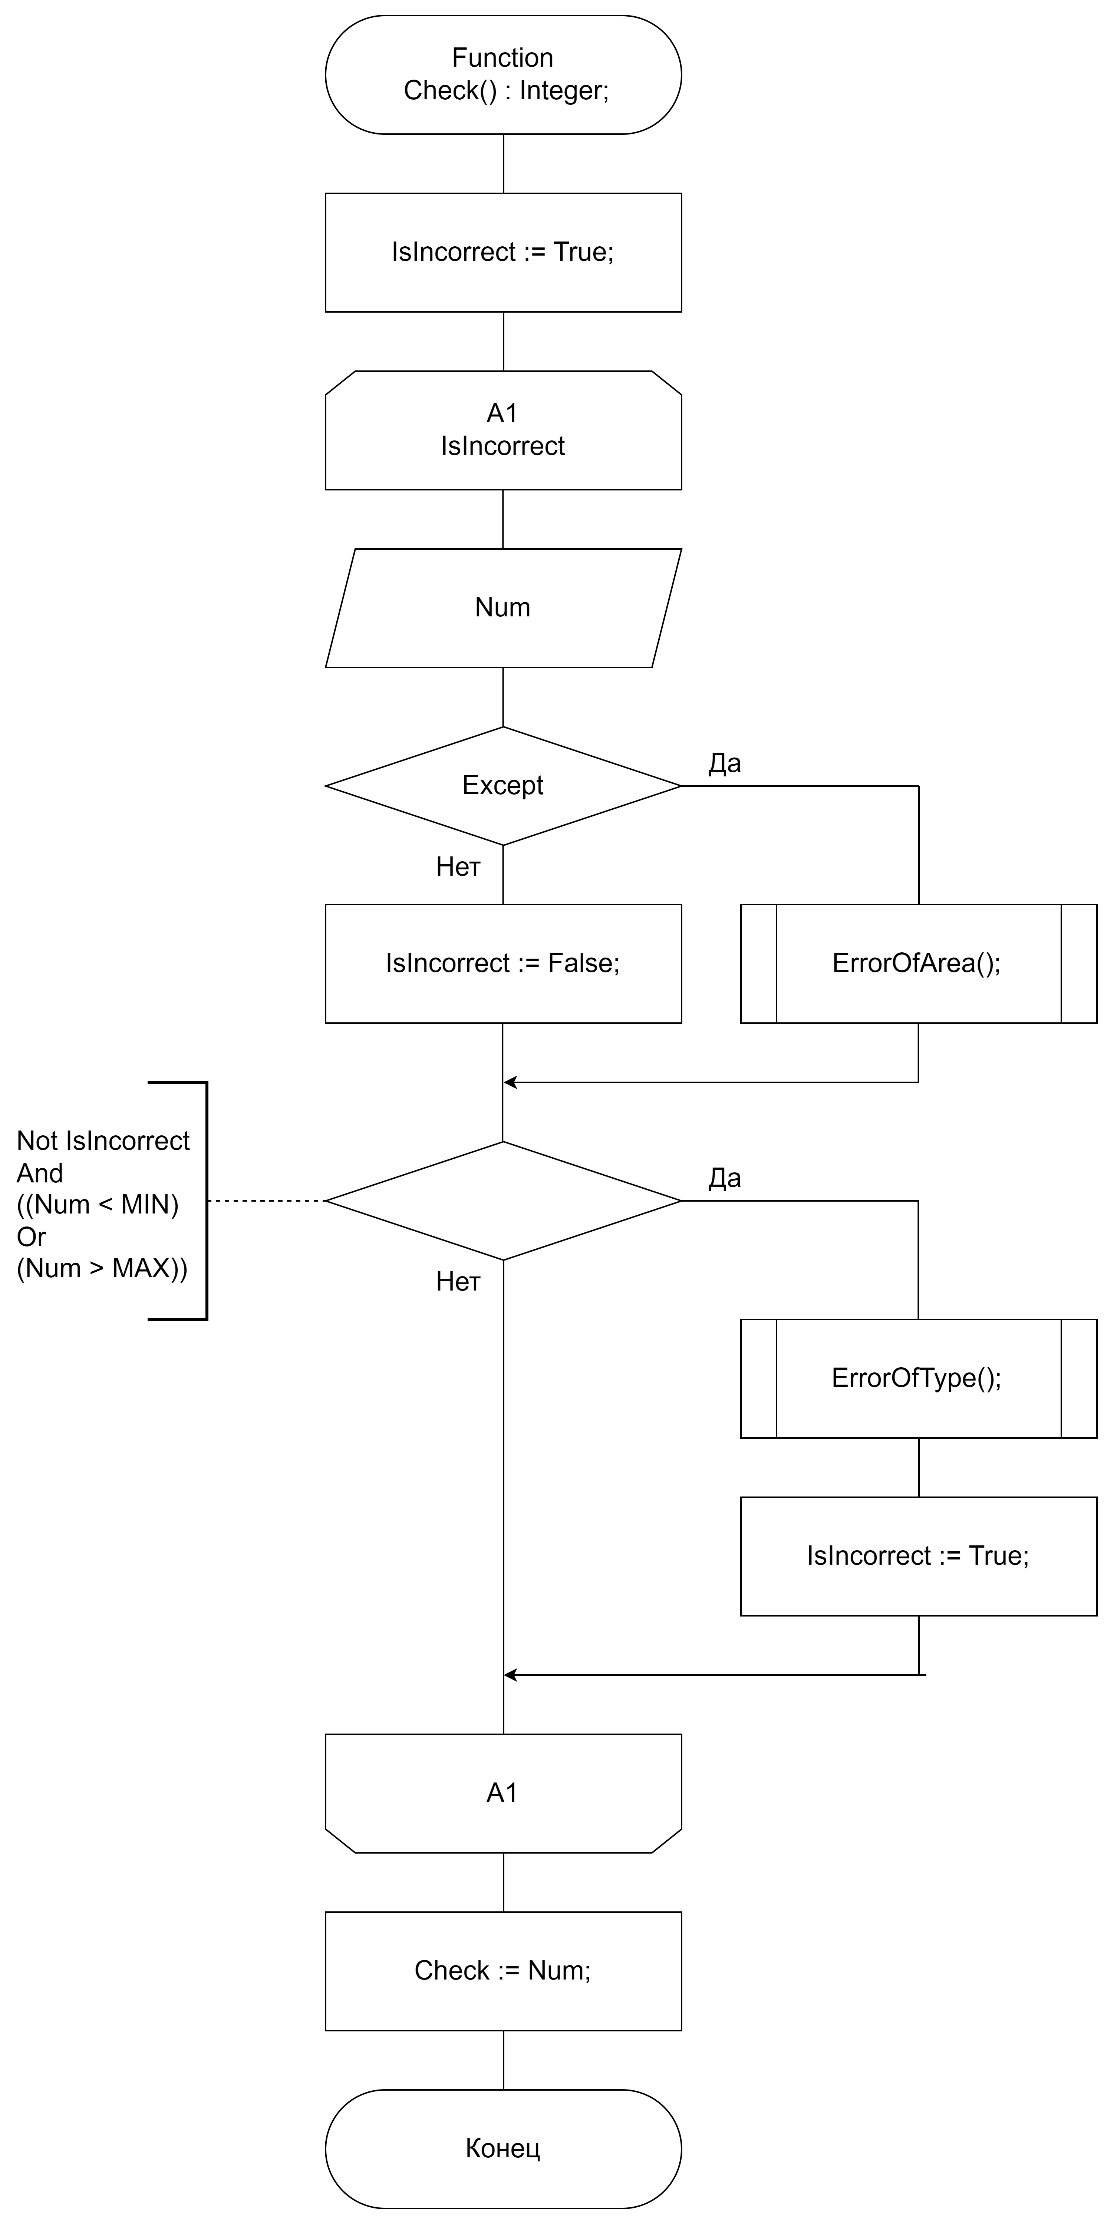 Function
Check() : Integer;
IsIncorrect := True;
A1
IsIncorrect
Num
Except
Да
Нет
IsIncorrect := False;
ErrorOfArea();
Not IsIncorrect
And
((Num < MIN)
Or
(Num > MAX))
Да
Нет
ErrorOfType();
IsIncorrect := True;
A1
Check := Num;
Конец